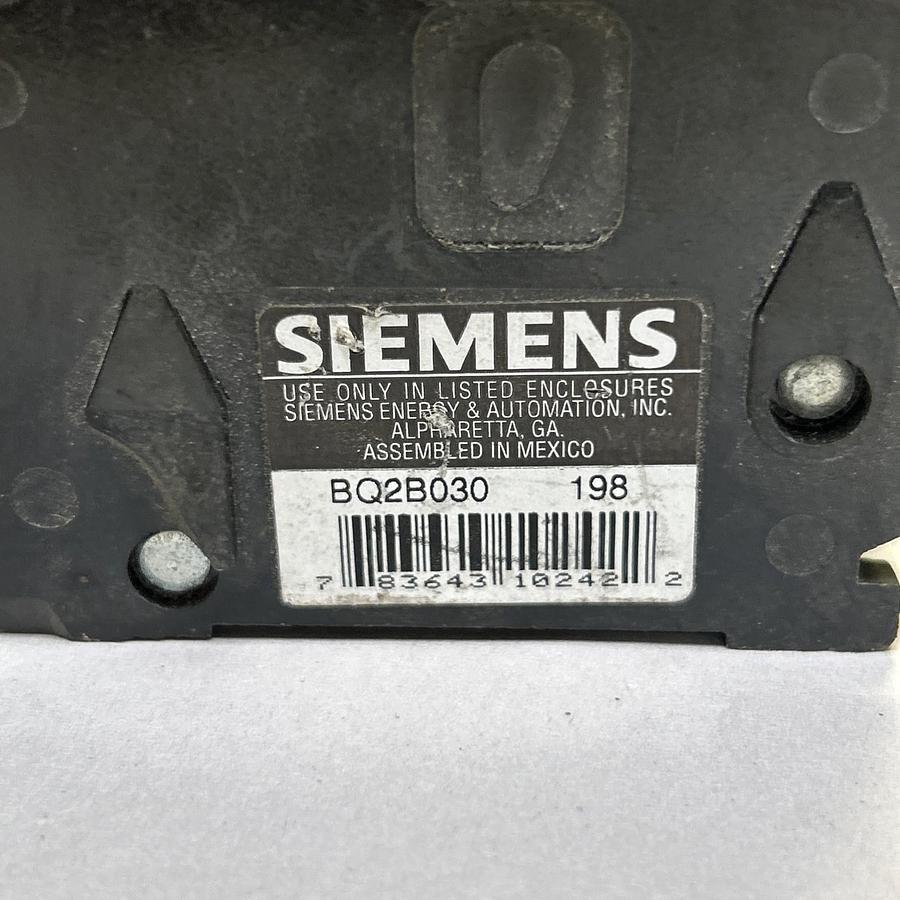 SIEMENS
USE ONLY IN LISTED ENCLOSURES
SIEMENS ENERGY & AUTOMATION, INC.
ALPHARETTA, GA.
ASSEMBLED IN MEXICO
BQ2B030 198
7 83643 10242 2